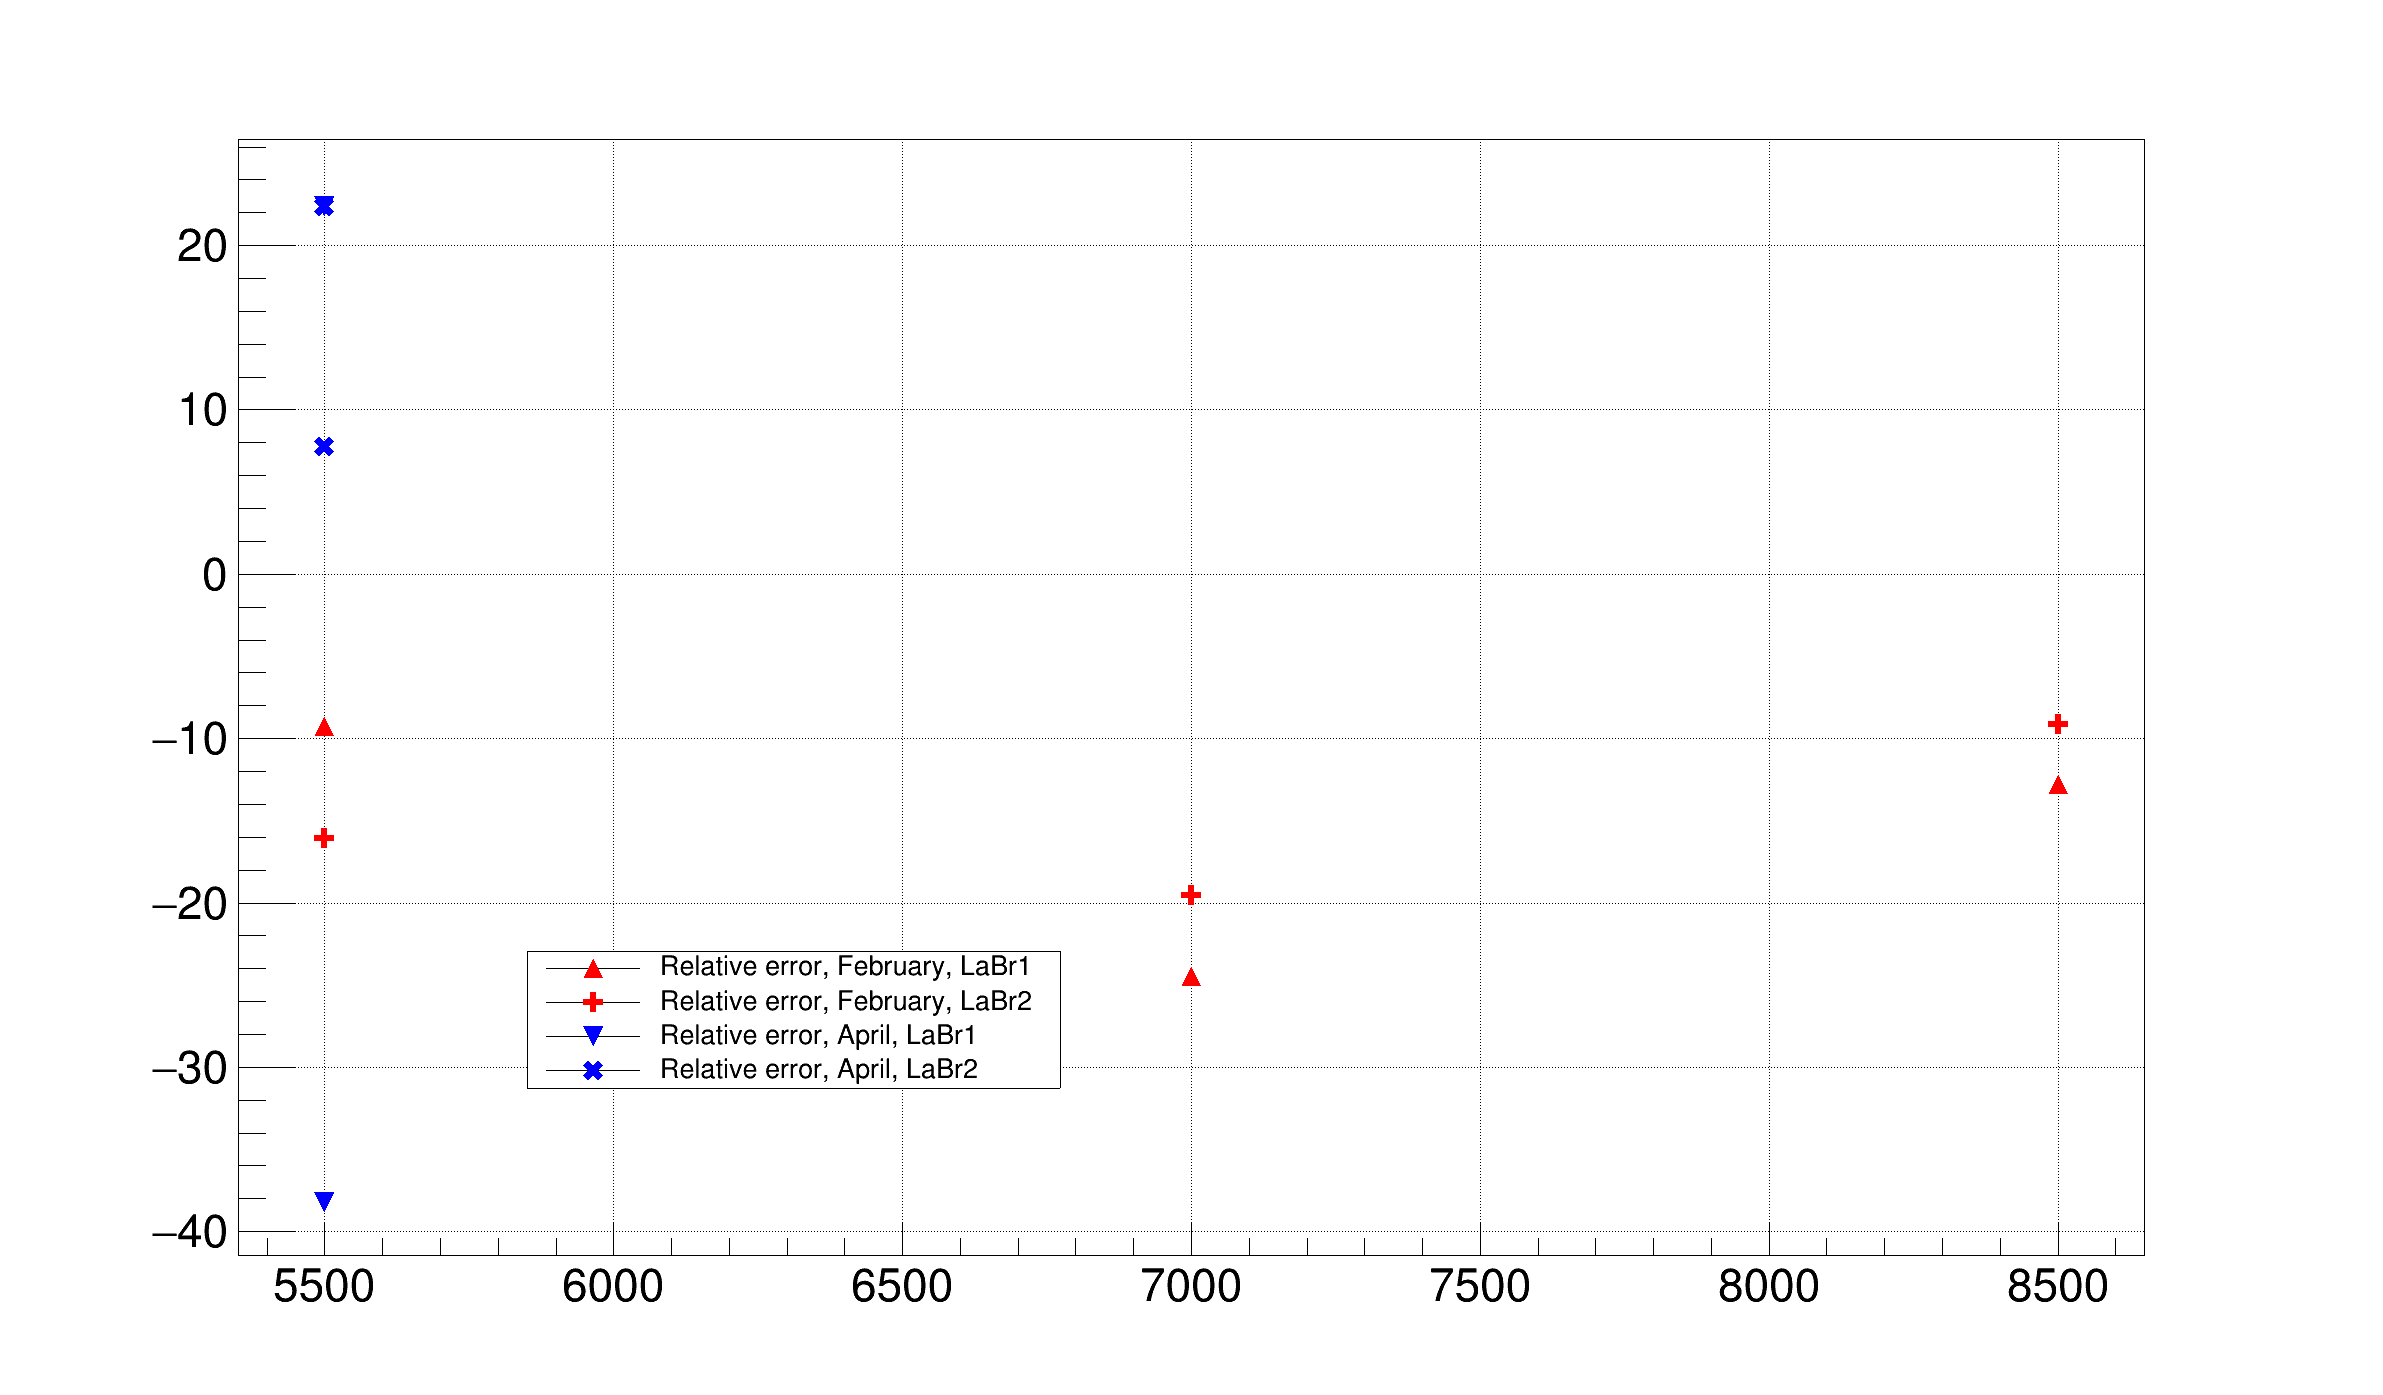 20
10
0
−10
−20
−30
−40
Relative error, February, LaBr1
Relative error, February, LaBr2
Relative error, April, LaBr1
Relative error, April, LaBr2
5500 6000 6500 7000 7500 8000 8500